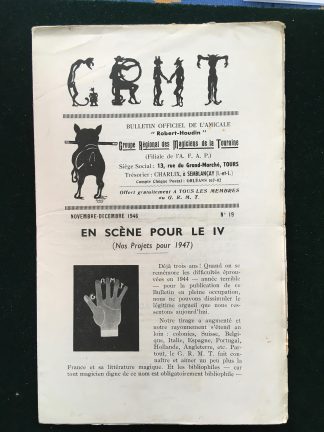 G.R.M.T
BULLETIN OFFICIEL DE L'AMICALE
"Robert-Houdin"
Groupe Régional des Magiciens de la Touraine
(Filiale de l'A. F. A. P.)
Siège Social : 13, rue du Grand-Marché, TOURS
Trésorier : CHARLIX, à SEMBLANÇAY (I.-et-L.)
Compte Chèque Postal : ORLÉANS
Offert gratuitement A TOUS LES MEMBRES
du G. R. M. T.
NOVEMBRE-DÉCEMBRE 1946 N° 19
EN SCÈNE POUR LE IV
(Nos Projets pour 1947)
G R M T
Déjà trois ans ! Quand on se
remémore les difficultés éprou-
vées en 1944 — année terrible
— pour la publication de ce
Bulletin en pleine occupation,
nous ne pouvons dissimuler le
légitime orgueil que nous res-
sentons aujourd'hui.
Notre tirage a augmenté et
notre rayonnement s'étend au
loin : colonies, Suisse, Belgi-
que, Italie, Espagne, Portugal,
Hollande, Angleterre, etc. Par-
tout, le G. R. M. T. fait con-
naître et aimer un peu plus la
France et sa littérature magique. Et les bibliophiles — car
tout magicien digne de ce nom est obligatoirement bibliophile —